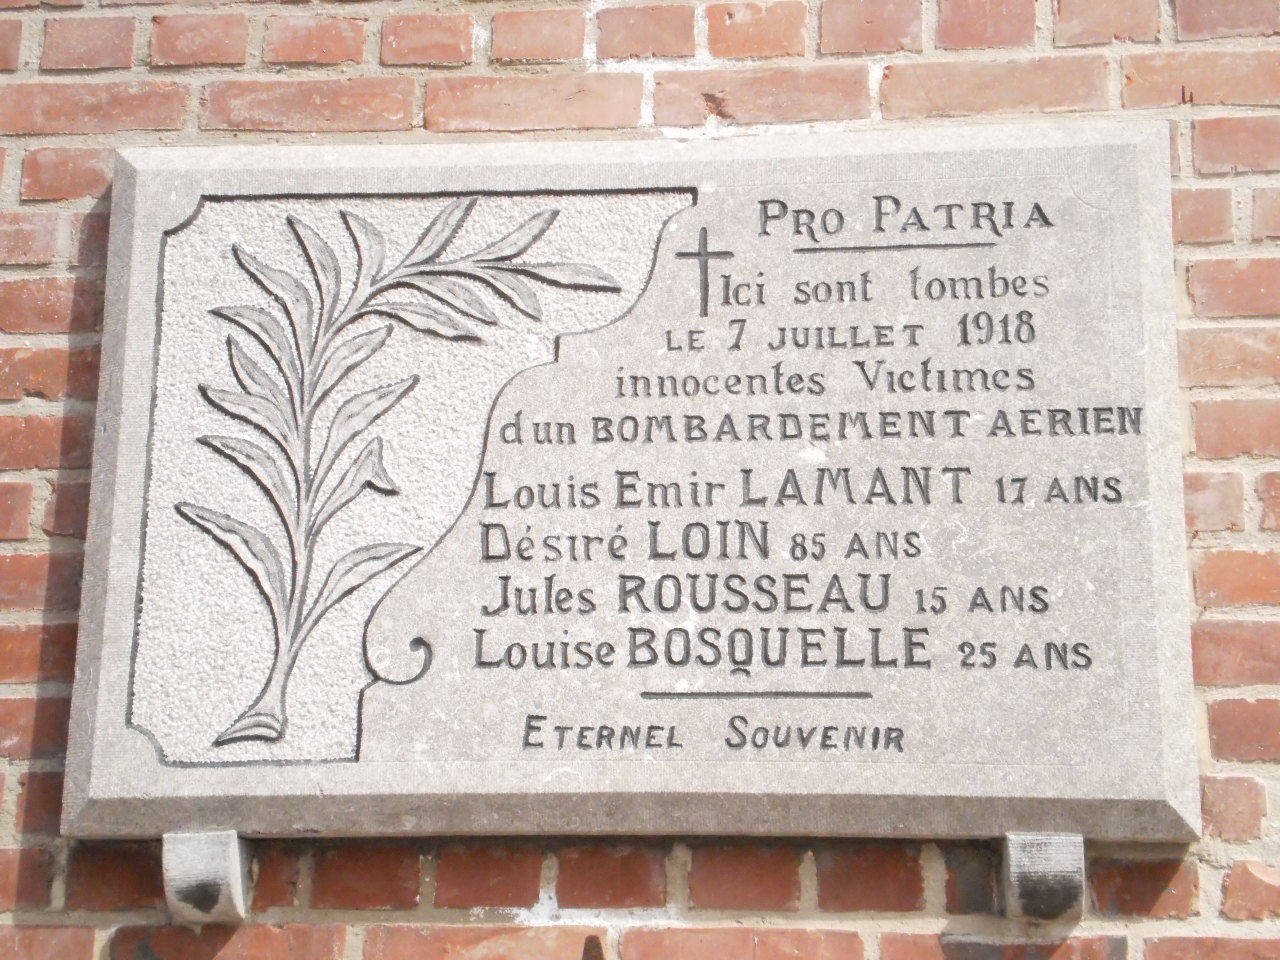 PRO PATRIA
Ici sont tombes
LE 7 JUILLET 1918
innocentes Victimes
d'un BOMBARDEMENT AERIEN
Louis Emir LAMANT 17 ANS
Désiré LOIN 85 ANS
Jules ROUSSEAU 15 ANS
Louise BOSQUELLE 25 ANS
ETERNEL SOUVENIR